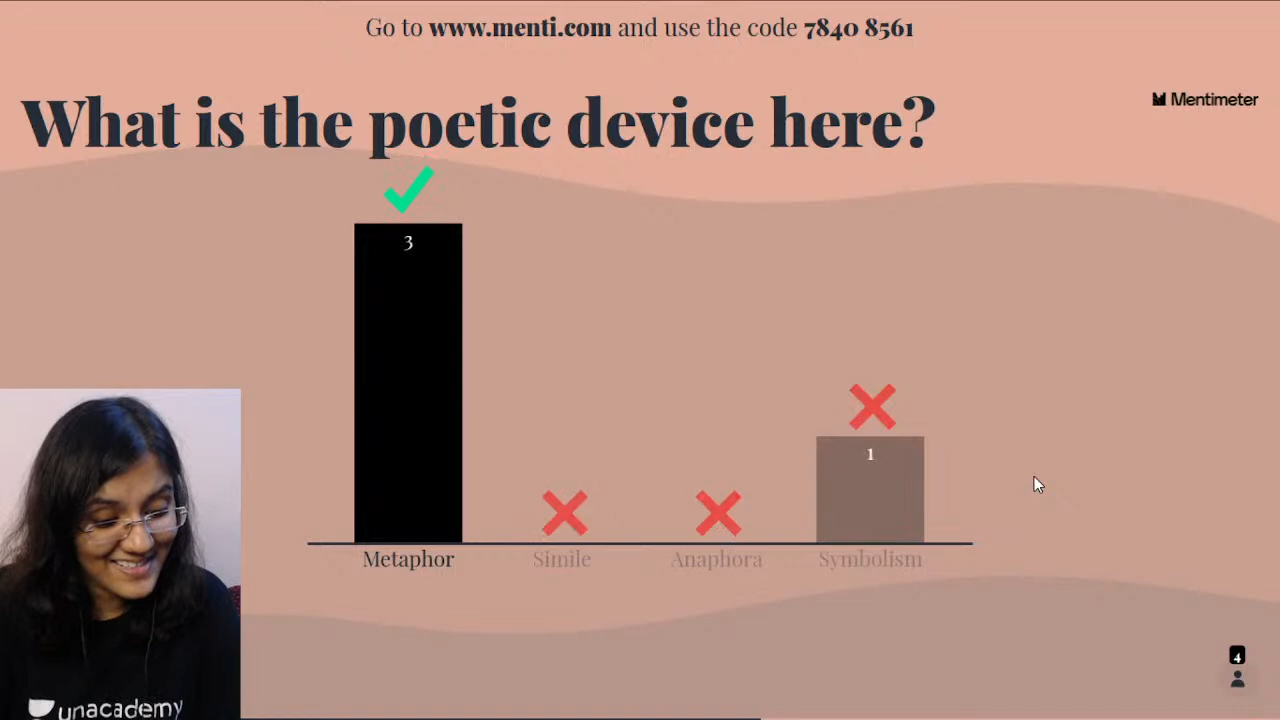 Go to www.menti.com and use the code 7840 8561
What is the poetic device here?
Mentimeter
3
1
Metaphor
Simile
Anaphora
Symbolism
4
unacademy